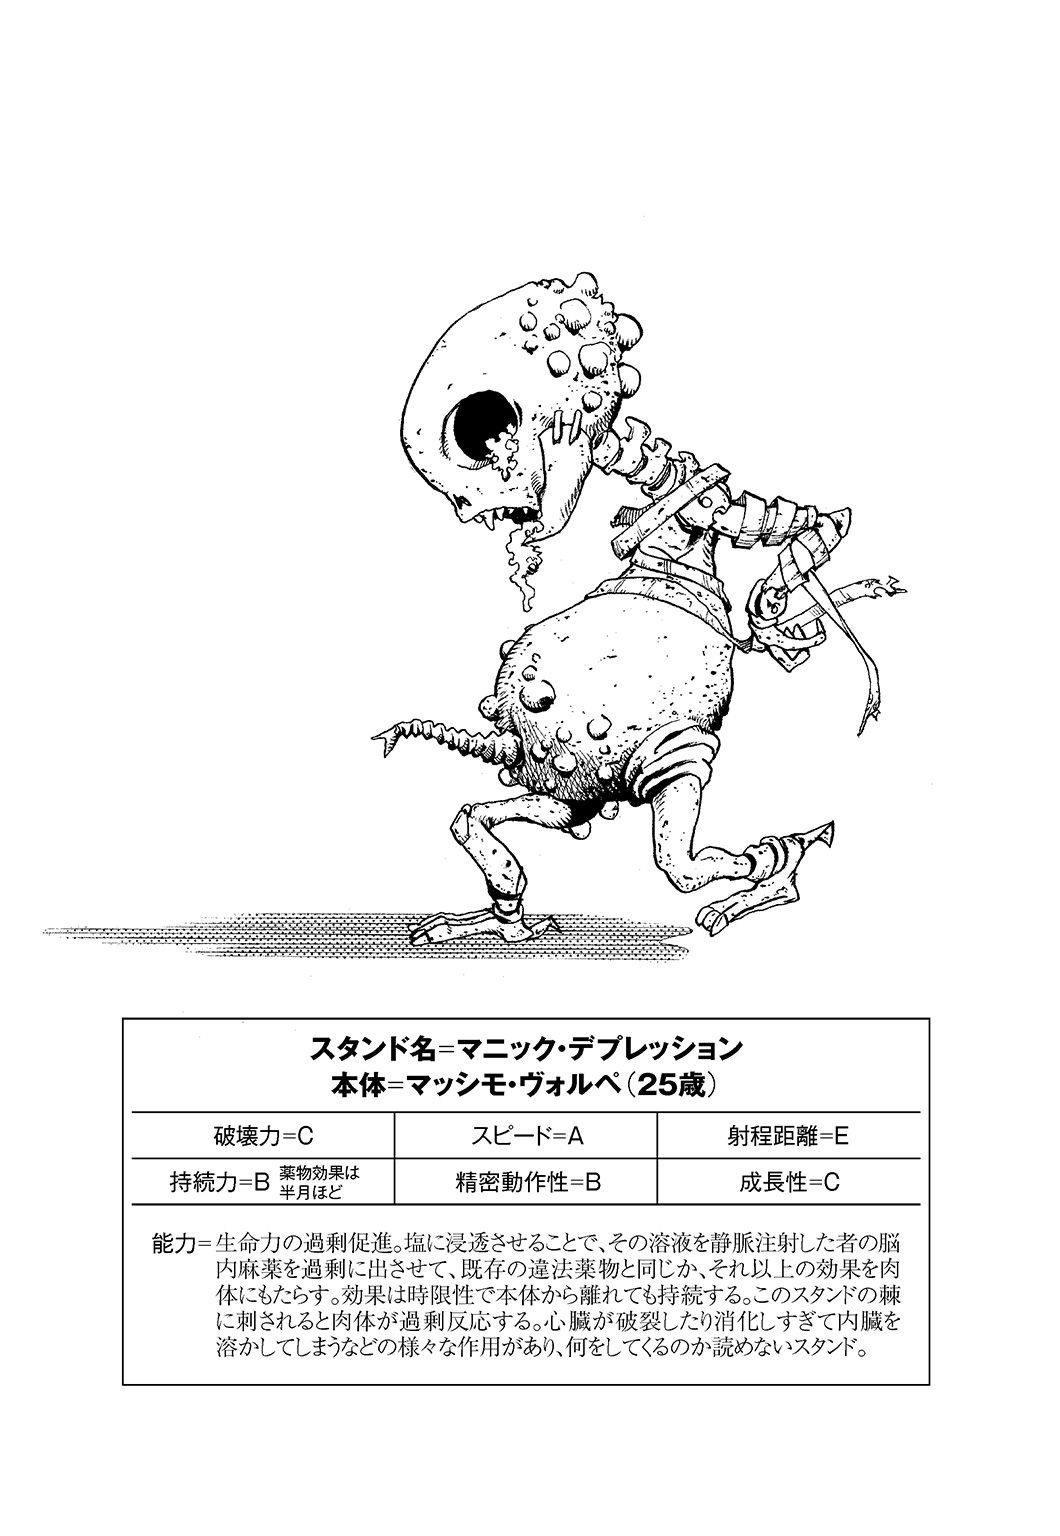 スタンド名=マニック・デプレッション
本体=マッシモ・ヴォルペ(25歳)
破壊力=C
スピード=A
射程距離=E
持続力=B 薬物効果は
半月ほど
精密動作性=B
成長性=C
能力=生命力の過剰促進。塩に浸透させることで、その溶液を静脈注射した者の脳
内麻薬を過剰に出させて、既存の違法薬物と同じか、それ以上の効果を肉
体にもたらす。効果は時限性で本体から離れても持続する。このスタンドの棘
に刺されると肉体が過剰反応する。心臓が破裂したり消化しすぎて内臓を
溶かしてしまうなどの様々な作用があり、何をしてくるのか読めないスタンド。